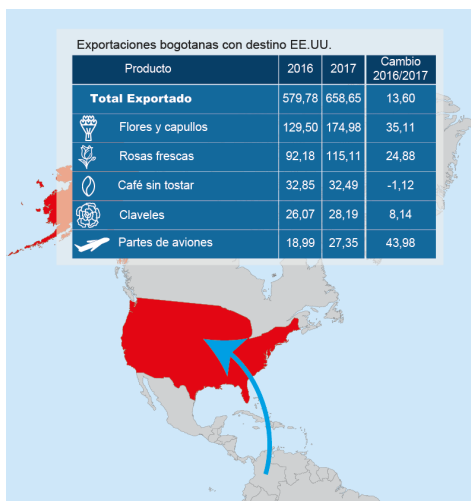 Exportaciones bogotanas con destino EE.UU.
Producto 2016 2017 Cambio 2016/2017
Total Exportado 579,78 658,65 13,60
Flores y capullos 129,50 174,98 35,11
Rosas frescas 92,18 115,11 24,88
Café sin tostar 32,85 32,49 -1,12
Claveles 26,07 28,19 8,14
Partes de aviones 18,99 27,35 43,98